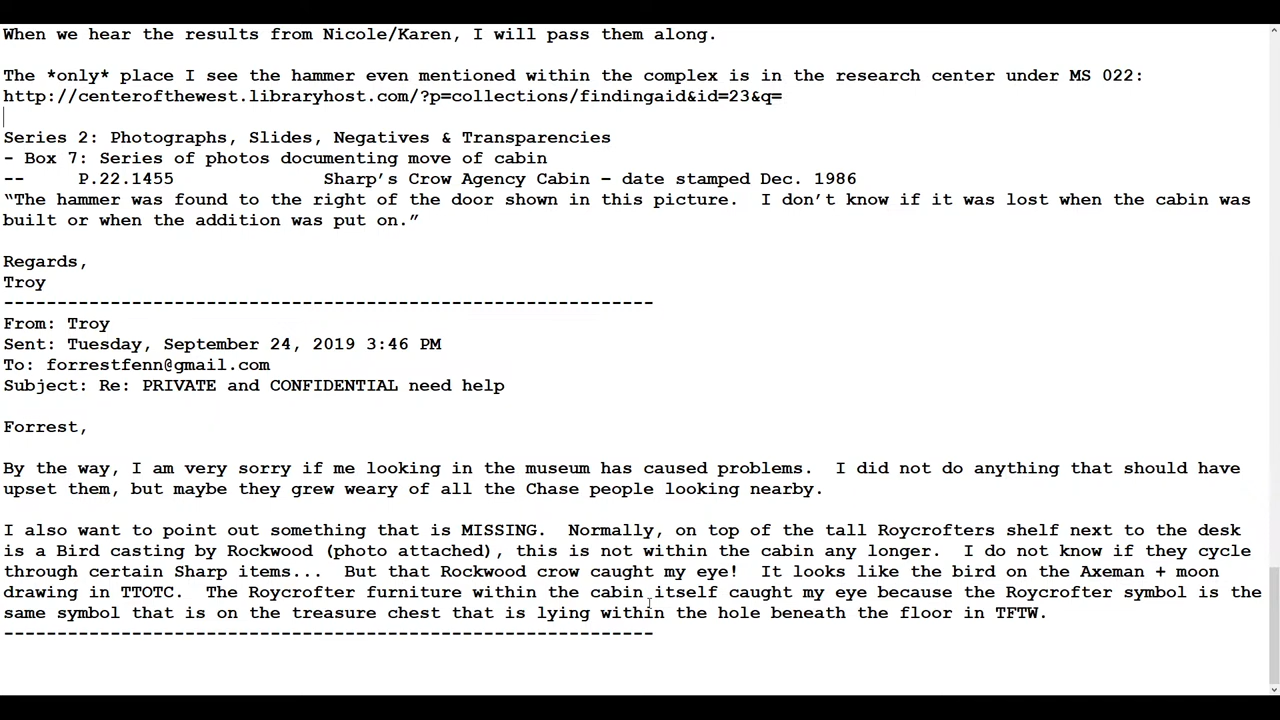 When we hear the results from Nicole/Karen, I will pass them along.
The *only* place I see the hammer even mentioned within the complex is in the research center under MS 022:
http://centerofthewest.libraryhost.com/?p=collections/findingaid&id=23&q=
Series 2: Photographs, Slides, Negatives & Transparencies
- Box 7: Series of photos documenting move of cabin
-- P.22.1455 Sharp’s Crow Agency Cabin – date stamped Dec. 1986
“The hammer was found to the right of the door shown in this picture.  I don’t know if it was lost when the cabin was
built or when the addition was put on.”
Regards,
Troy
-------------------------------------------------------------
From: Troy
Sent: Tuesday, September 24, 2019 3:46 PM
To: forrestfenn@gmail.com
Subject: Re: PRIVATE and CONFIDENTIAL need help
Forrest,
By the way, I am very sorry if me looking in the museum has caused problems.  I did not do anything that should have
upset them, but maybe they grew weary of all the Chase people looking nearby.
I also want to point out something that is MISSING.  Normally, on top of the tall Roycrofters shelf next to the desk
is a Bird casting by Rockwood (photo attached), this is not within the cabin any longer.  I do not know if they cycle
through certain Sharp items...  But that Rockwood crow caught my eye!  It looks like the bird on the Axeman + moon
drawing in TTOTC.  The Roycrofter furniture within the cabin itself caught my eye because the Roycrofter symbol is the
same symbol that is on the treasure chest that is lying within the hole beneath the floor in TFTW.
-------------------------------------------------------------